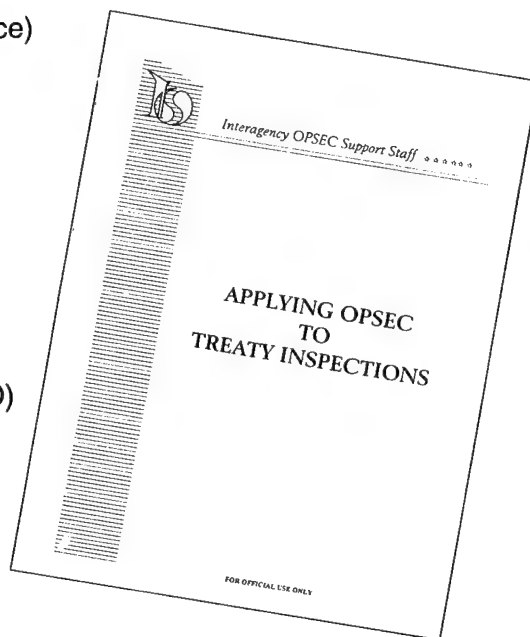 ce)
Interagency OPSEC Support Staff
APPLYING OPSEC
TO
TREATY INSPECTIONS
)
FOR OFFICIAL USE ONLY